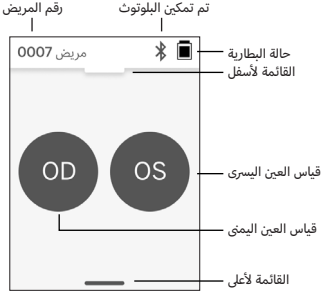 رقم المريض
تم تمكين البلوتوث
مريض 0007
حالة البطارية
القائمة لأسفل
OD
OS
قياس العين اليسرى
قياس العين اليمنى
القائمة لأعلى